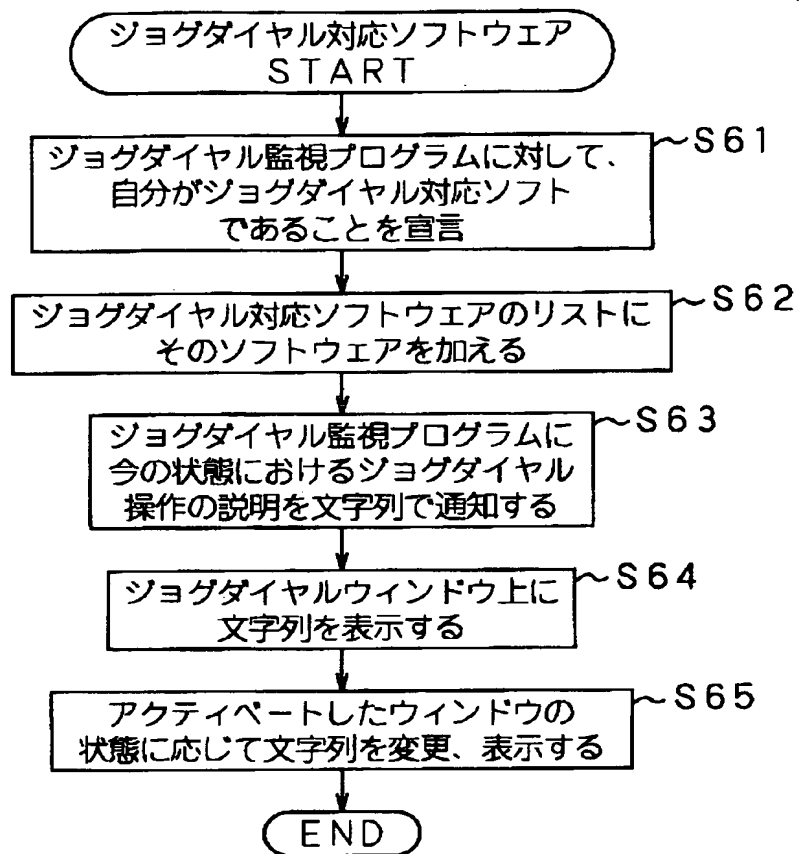 ジョグダイヤル対応ソフトウェア
START
ジョグダイヤル監視プログラムに対して、
自分がジョグダイヤル対応ソフト
であることを宣言
S61
ジョグダイヤル対応ソフトウェアのリストに
そのソフトウェアを加える
S62
ジョグダイヤル監視プログラムに
今の状態におけるジョグダイヤル
操作の説明を文字列で通知する
S63
ジョグダイヤルウィンドウ上に
文字列を表示する
S64
アクティベートしたウィンドウの
状態に応じて文字列を変更、表示する
S65
END